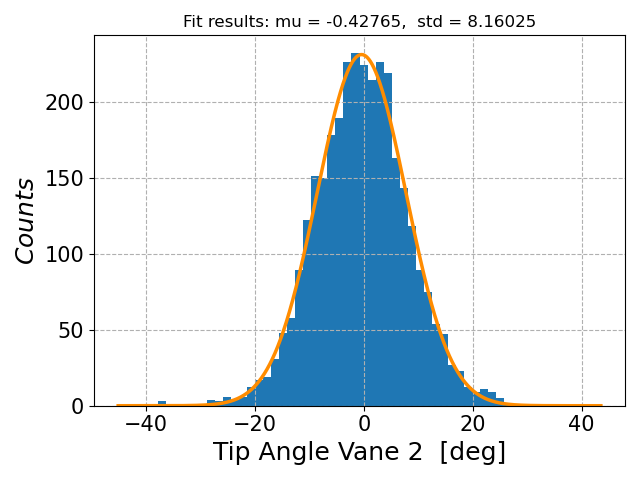 Fit results: mu = -0.42765,  std = 8.16025
200
150
100
50
0
Counts
−40 −20 0 20 40
Tip Angle Vane 2  [deg]